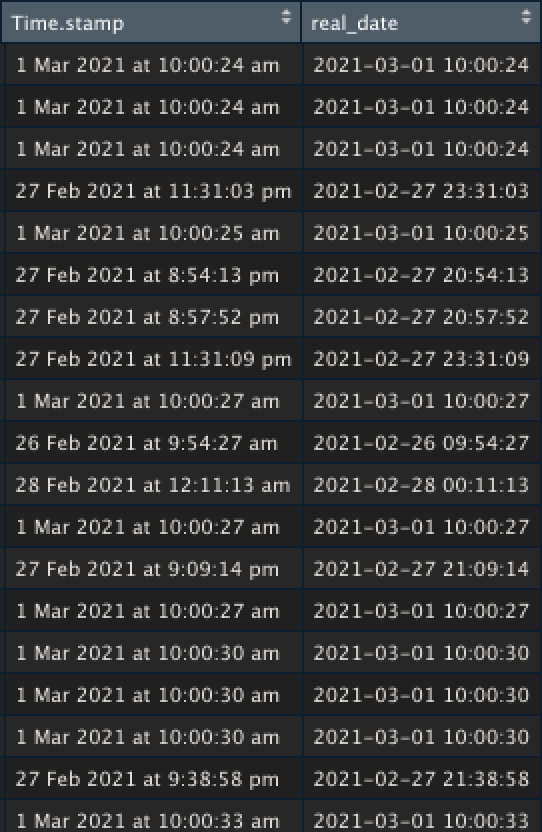 Time.stamp real_date
1 Mar 2021 at 10:00:24 am 2021-03-01 10:00:24
1 Mar 2021 at 10:00:24 am 2021-03-01 10:00:24
1 Mar 2021 at 10:00:24 am 2021-03-01 10:00:24
27 Feb 2021 at 11:31:03 pm 2021-02-27 23:31:03
1 Mar 2021 at 10:00:25 am 2021-03-01 10:00:25
27 Feb 2021 at 8:54:13 pm 2021-02-27 20:54:13
27 Feb 2021 at 8:57:52 pm 2021-02-27 20:57:52
27 Feb 2021 at 11:31:09 pm 2021-02-27 23:31:09
1 Mar 2021 at 10:00:27 am 2021-03-01 10:00:27
26 Feb 2021 at 9:54:27 am 2021-02-26 09:54:27
28 Feb 2021 at 12:11:13 am 2021-02-28 00:11:13
1 Mar 2021 at 10:00:27 am 2021-03-01 10:00:27
27 Feb 2021 at 9:09:14 pm 2021-02-27 21:09:14
1 Mar 2021 at 10:00:27 am 2021-03-01 10:00:27
1 Mar 2021 at 10:00:30 am 2021-03-01 10:00:30
1 Mar 2021 at 10:00:30 am 2021-03-01 10:00:30
1 Mar 2021 at 10:00:30 am 2021-03-01 10:00:30
27 Feb 2021 at 9:38:58 pm 2021-02-27 21:38:58
1 Mar 2021 at 10:00:33 am 2021-03-01 10:00:33